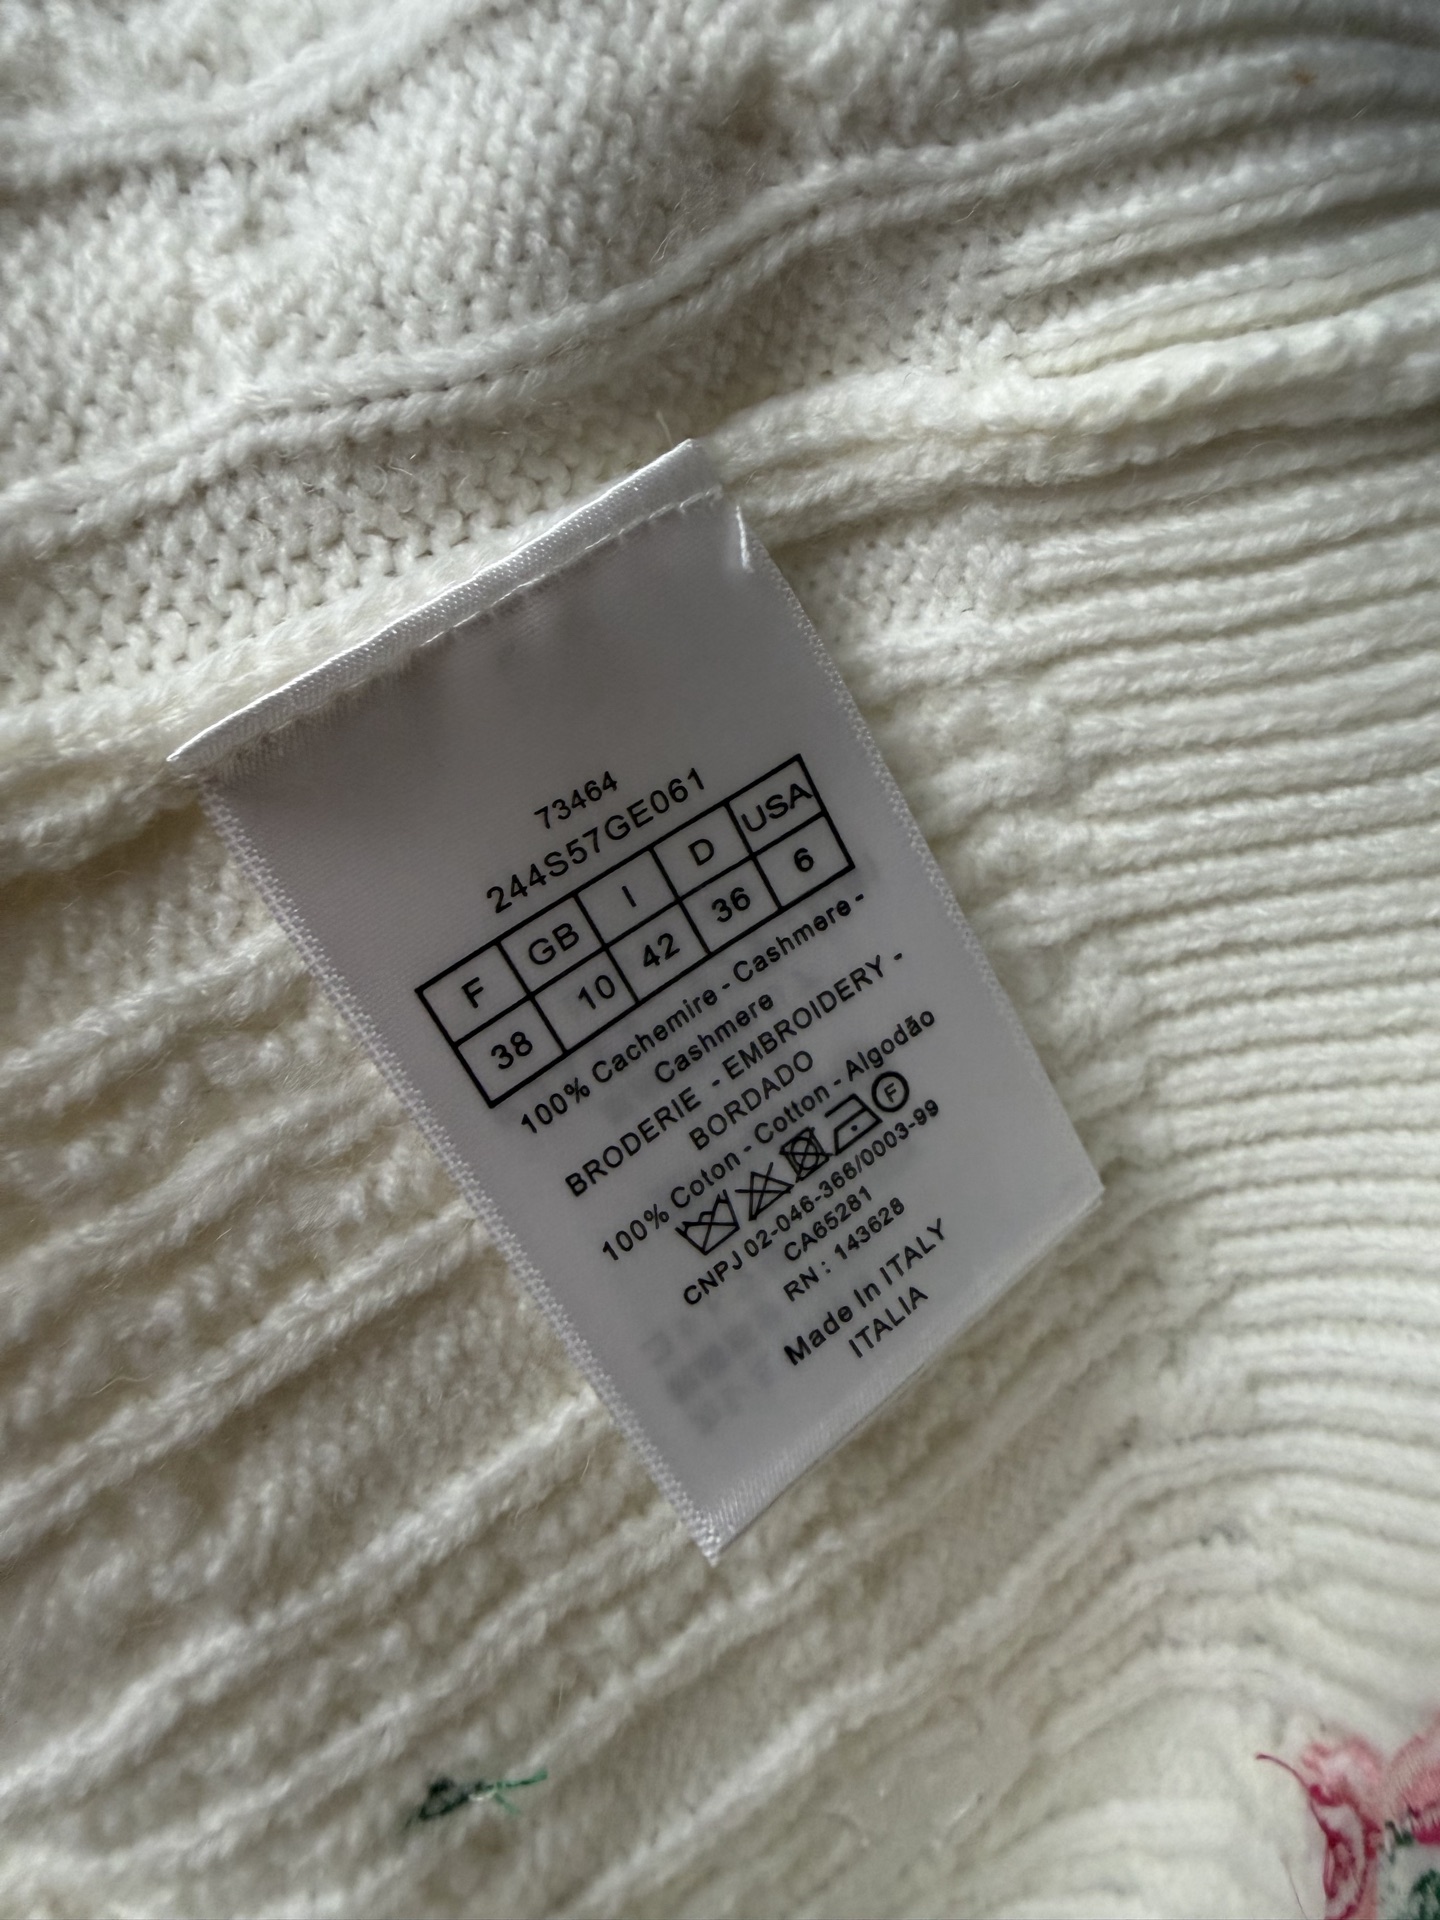 73464
244S57GE061
F GB I D USA
38 10 42 36 6
100% Cachemire - Cashmere -
Cashmere
BRODERIE - EMBROIDERY -
BORDADO
100% Coton - Cotton - Algodão
F
CNPJ 02-046-366/0003-99
CA65281
RN : 143628
Made In ITALY
ITALIA